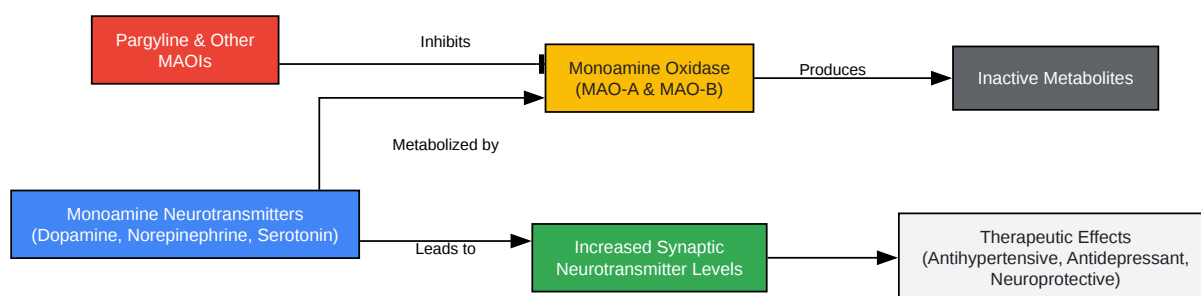 Pargyline & Other
MAOIs
Inhibits
Monoamine Oxidase
(MAO-A & MAO-B)
Produces
Inactive Metabolites
Metabolized by
Monoamine Neurotransmitters
(Dopamine, Norepinephrine, Serotonin)
Leads to
Increased Synaptic
Neurotransmitter Levels
Therapeutic Effects
(Antihypertensive, Antidepressant,
Neuroprotective)